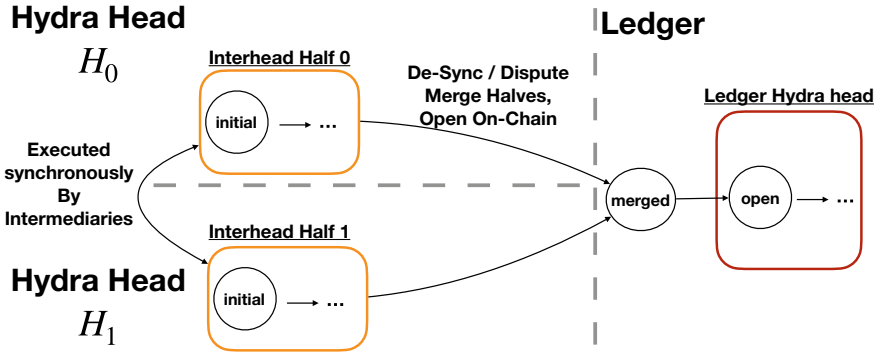 Hydra Head
H₀
Ledger
Interhead Half 0
initial
...
De-Sync / Dispute
Merge Halves,
Open On-Chain
Ledger Hydra head
Executed
synchronously
By
Intermediaries
merged
open
...
Interhead Half 1
initial
...
Hydra Head
H₁